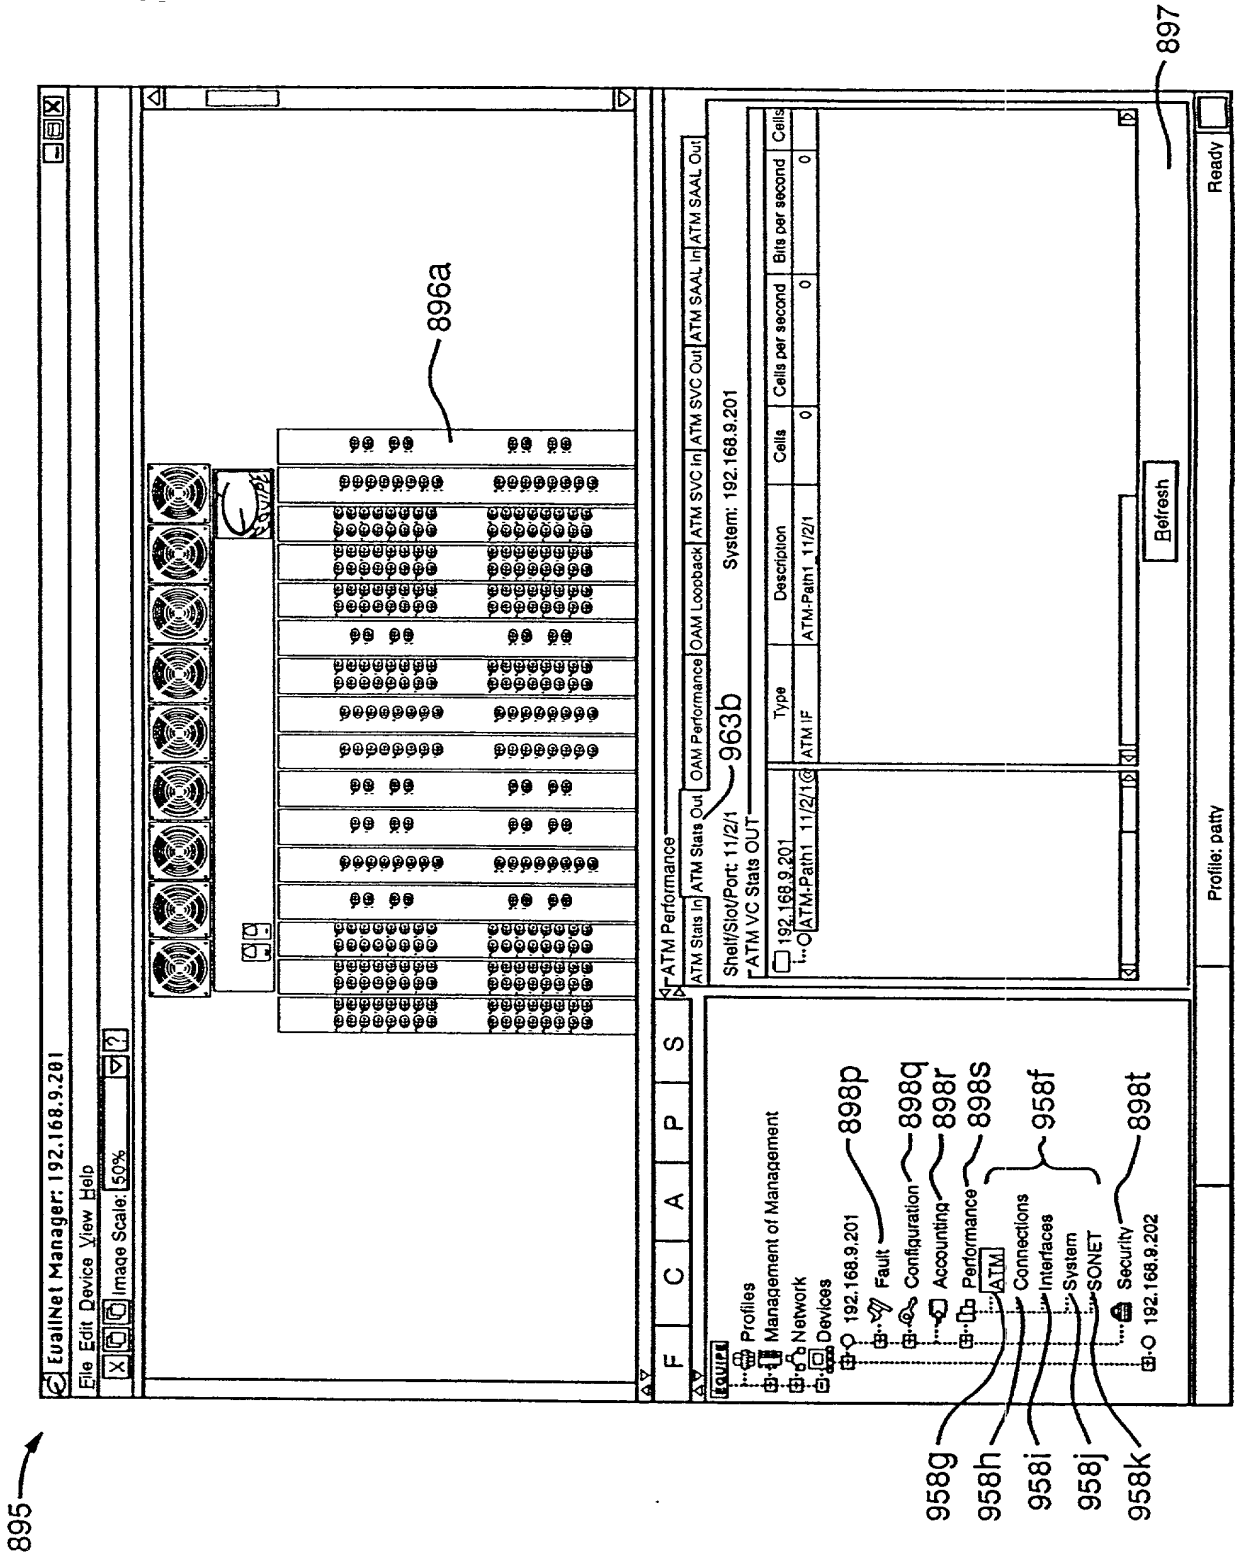 895
EuallNet Manager: 192.168.9.201
File Edit Device View Help
Image Scale: 50%
?
896a
F C A P S
EQUIPE
Profiles
Management of Management
Network
Devices
192.168.9.201
Fault
Configuration
Accounting
Performance
ATM
Connections
Interfaces
System
SONET
Security
192.168.9.202
898p
898q
898r
898s
958f
898t
958g
958h
958i
958j
958k
ATM Performance
ATM Stats In ATM Stats Out OAM Performance OAM Loopback ATM SVC In ATM SVC Out ATM SAAL In ATM SAAL Out
963b
Shelf/Slot/Port: 11/2/1 System: 192.168.9.201
ATM VC Stats OUT
192.168.9.201
ATM-Path1 11/2/1@
Type Description Cells Cells per second Bits per second Cells
ATM IF ATM-Path1 11/2/1 0 0 0
Refresh
897
Profile: patty
Ready